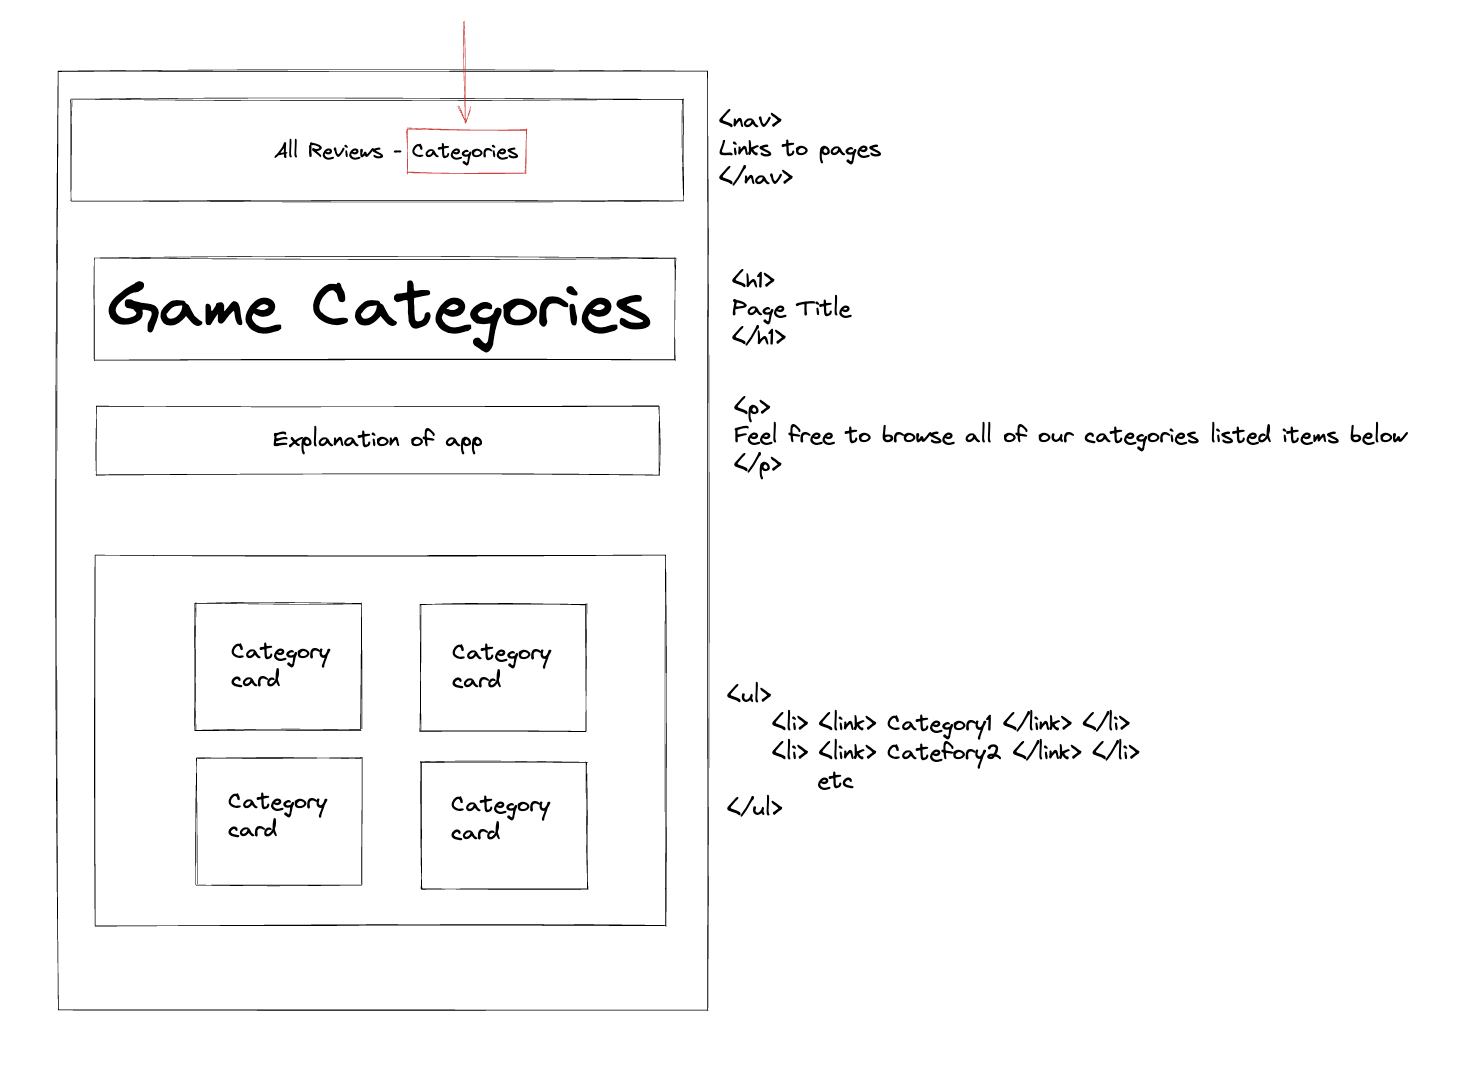 All Reviews - Categories
<nav>
Links to pages
</nav>
Game Categories
<h1>
Page Title
</h1>
Explanation of app
<p>
Feel free to browse all of our categories listed items below
</p>
Category
card
Category
card
Category
card
Category
card
<ul>
<li> <link> Category1 </link> </li>
<li> <link> Catefory2 </link> </li>
etc
</ul>